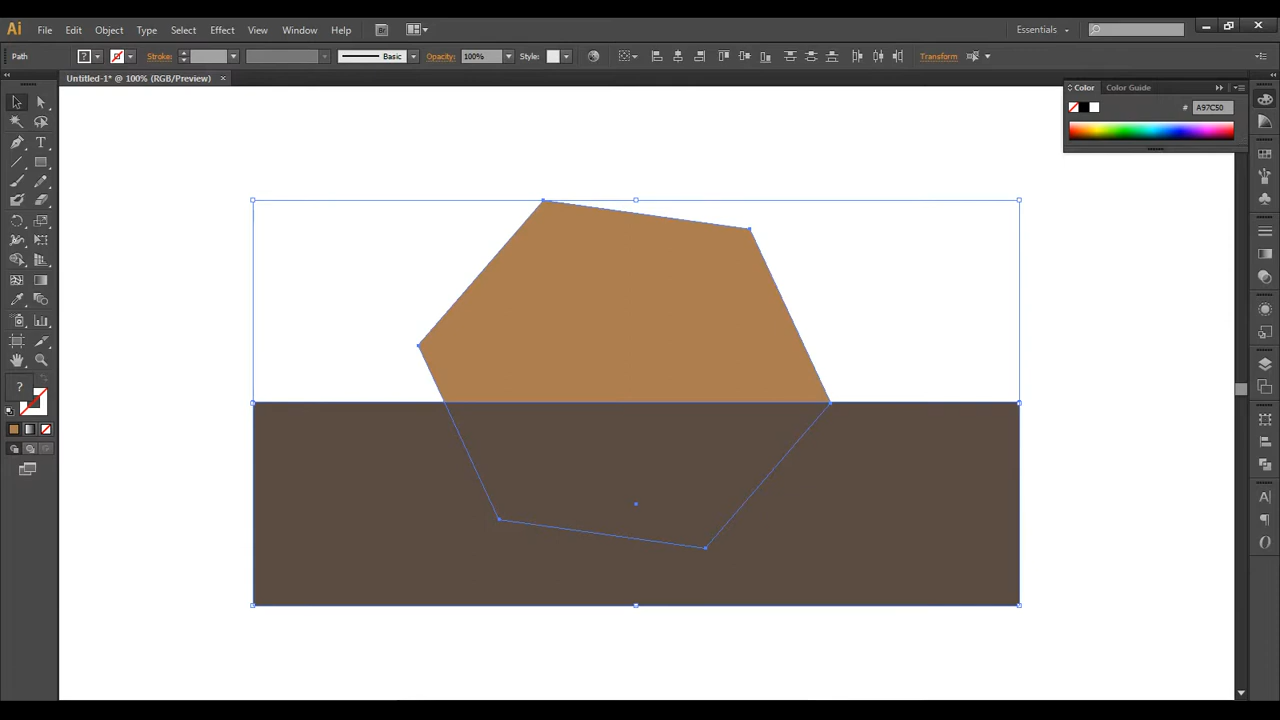 Ai File Edit Object Type Select Effect View Window Help Essentials
Path ? Stroke: Basic Opacity: 100% Style: Transform
Untitled-1* @ 100% (RGB/Preview) ×
Color Color Guide
# A97C50
T
?
A